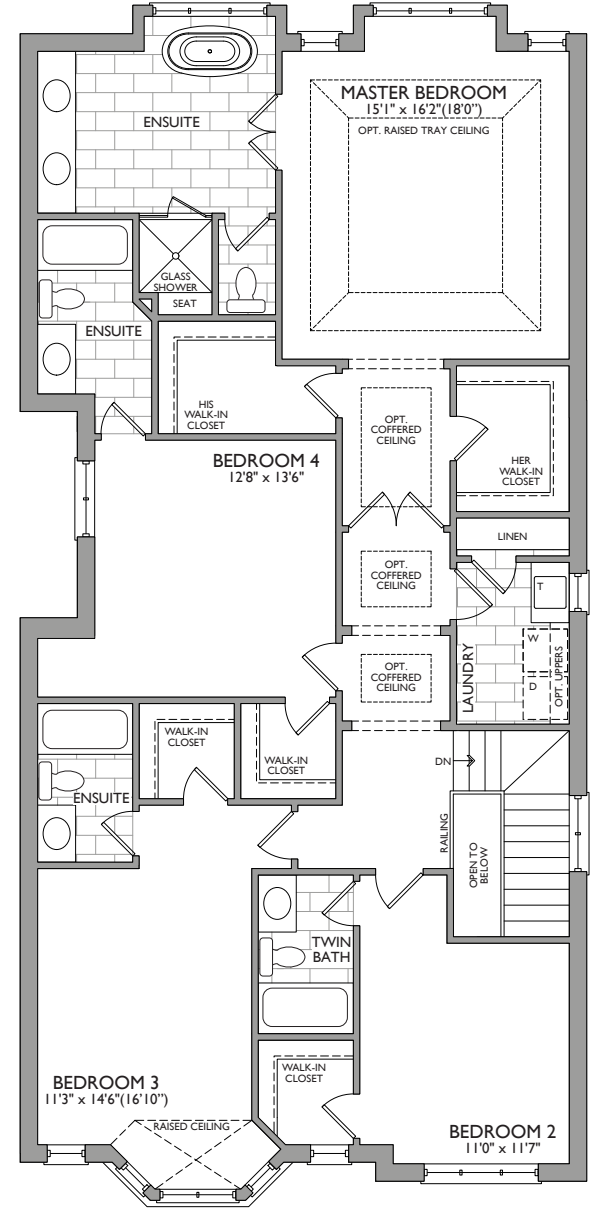 MASTER BEDROOM
15'1" x 16'2"(18'0")
OPT. RAISED TRAY CEILING
ENSUITE
GLASS
SHOWER
SEAT
ENSUITE
HIS
WALK-IN
CLOSET
OPT.
COFFERED
CEILING
HER
WALK-IN
CLOSET
BEDROOM 4
12'8" x 13'6"
LINEN
OPT.
COFFERED
CEILING
T
W
D
OPT. UPPERS
LAUNDRY
OPT.
COFFERED
CEILING
WALK-IN
CLOSET
WALK-IN
CLOSET
DN
ENSUITE
RAILING
OPEN TO
BELOW
TWIN
BATH
WALK-IN
CLOSET
BEDROOM 3
11'3" x 14'6"(16'10")
RAISED CEILING
BEDROOM 2
11'0" x 11'7"